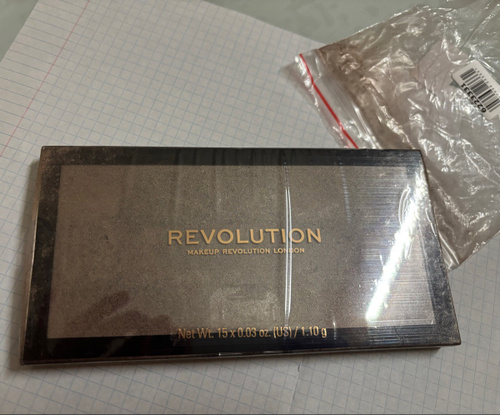 REVOLUTION
MAKEUP REVOLUTION LONDON
Net Wt. 15 x 0.03 oz. (US) / 1.10 g